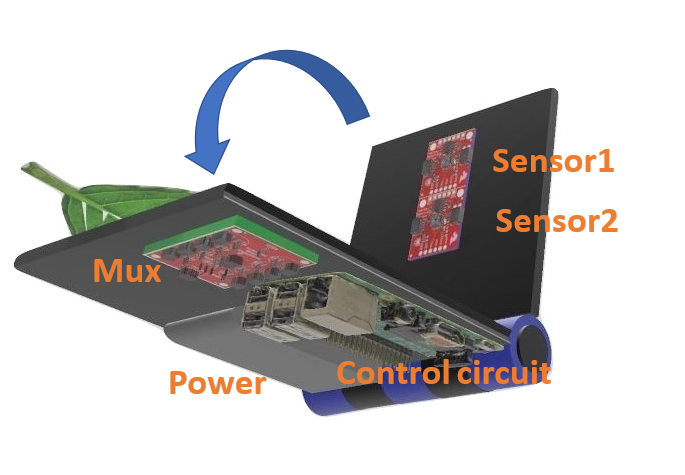 Sensor1
Sensor2
Mux
Power
Control circuit